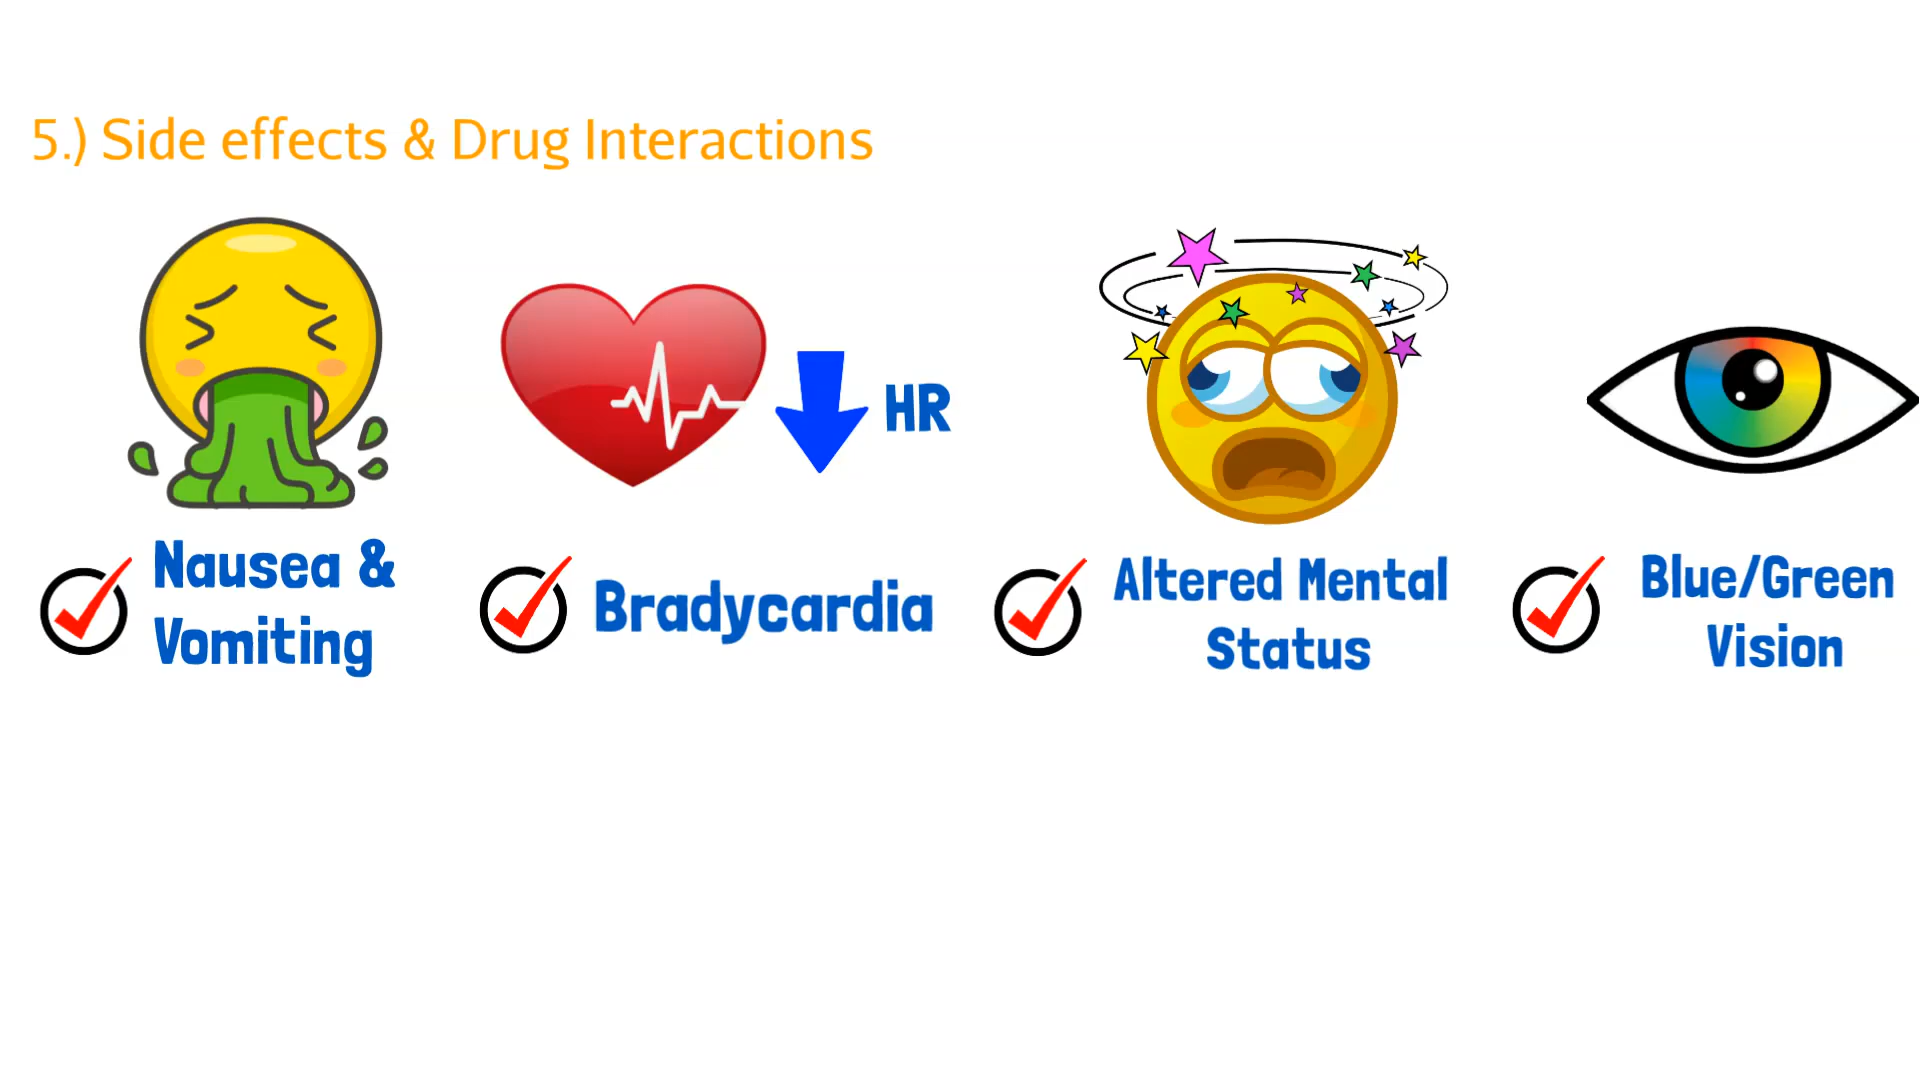 5.) Side effects & Drug Interactions
HR
Nausea &
Vomiting
Bradycardia
Altered Mental
Status
Blue/Green
Vision